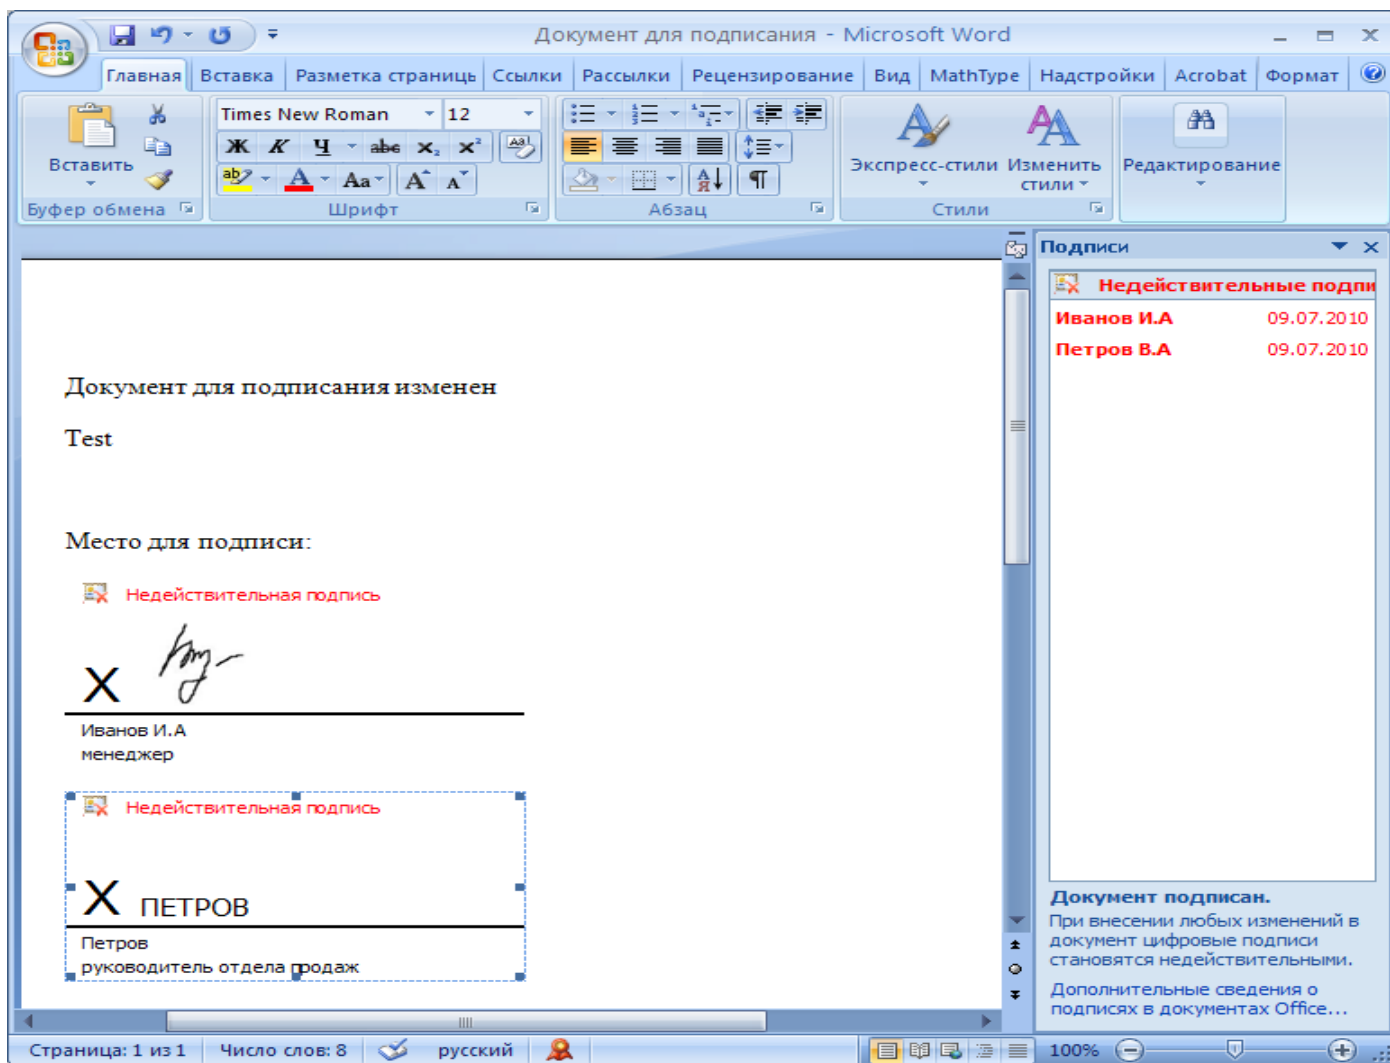 Документ для подписания - Microsoft Word
Главная Вставка Разметка страниць Ссылки Рассылки Рецензирование Вид MathType Надстройки Acrobat Формат
Times New Roman 12
Вставить
Ж К Ч abe x₂ x²
Aa
Экспресс-стили Изменить стили
Редактирование
Буфер обмена Шрифт Абзац Стили
Подписи
Недействительные подпи
Иванов И.А 09.07.2010
Петров В.А 09.07.2010
Документ для подписания изменен
Test
Место для подписи:
Недействительная подпись
X
Иванов И.А
менеджер
Недействительная подпись
X ПЕТРОВ
Петров
руководитель отдела продаж
Документ подписан.
При внесении любых изменений в
документ цифровые подписи
становятся недействительными.
Дополнительные сведения о
подписях в документах Office...
Страница: 1 из 1 Число слов: 8 русский 100%